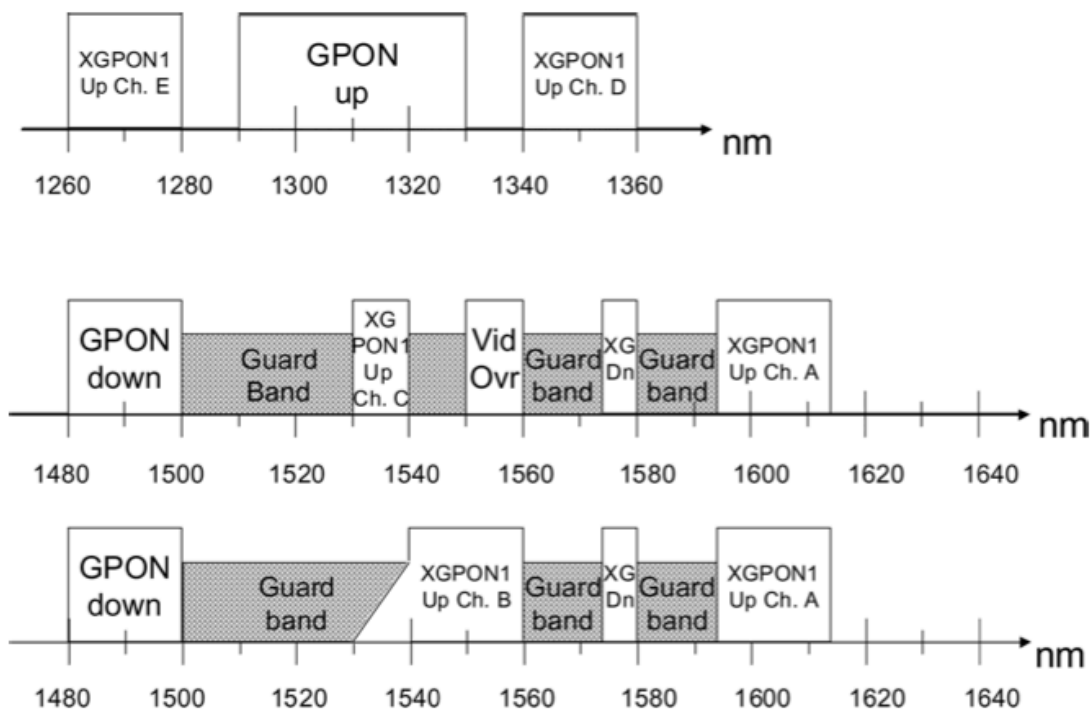 XGPON1
Up Ch. E
GPON
up
XGPON1
Up Ch. D
nm
1260 1280 1300 1320 1340 1360
GPON
down
Guard
Band
XG
PON1
Up
Ch. C
Vid
Ovr
Guard
band
XG
Dn
Guard
band
XGPON1
Up Ch. A
nm
1480 1500 1520 1540 1560 1580 1600 1620 1640
GPON
down
Guard
band
XGPON1
Up Ch. B
Guard
band
XG
Dn
Guard
band
XGPON1
Up Ch. A
nm
1480 1500 1520 1540 1560 1580 1600 1620 1640